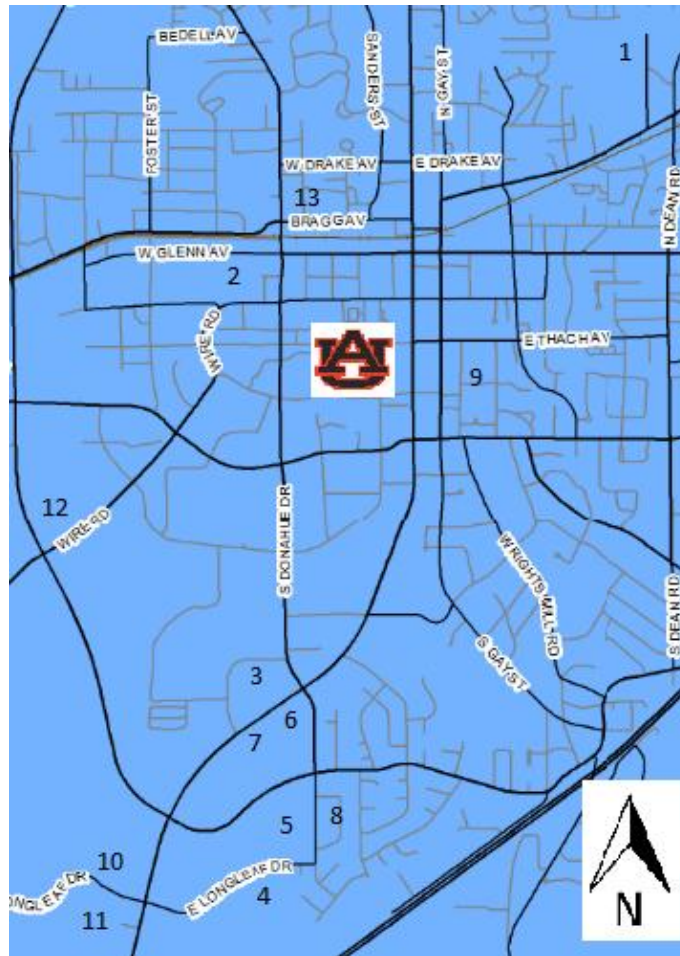 BEDELL AV
SANDERS ST
N GAY ST
1
FOSTER ST
W DRAKE AV
E DRAKE AV
N DEAN RD
13
BRAGG AV
W GLENN AV
2
WIRE RD
AU
E THACH AV
9
12
WIRE RD
S DONAHUE DR
WRIGHTS MILL RD
S DEAN RD
S GAY ST
3
6
7
5
8
10
ONGLEAF DR
E LONGLEAF DR
4
11
N